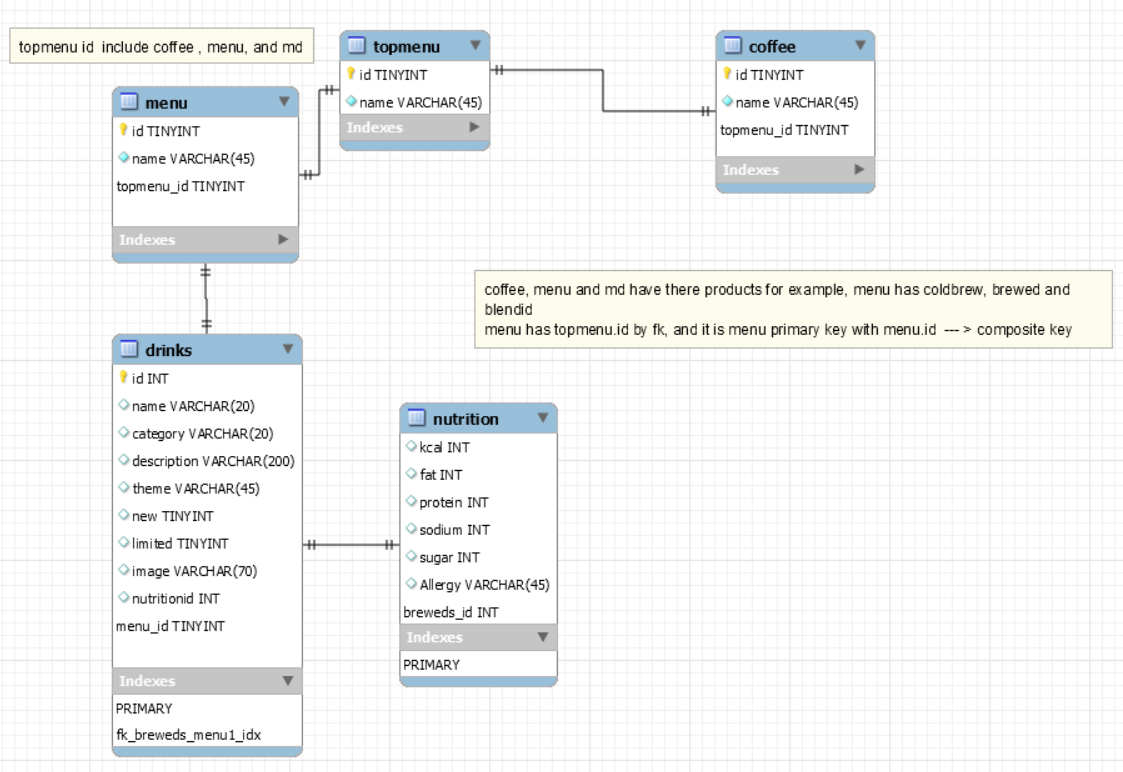 topmenu id  include coffee , menu, and md
topmenu
id TINYINT
name VARCHAR(45)
Indexes
coffee
id TINYINT
name VARCHAR(45)
topmenu_id TINYINT
Indexes
menu
id TINYINT
name VARCHAR(45)
topmenu_id TINYINT
Indexes
coffee, menu and md have there products for example, menu has coldbrew, brewed and
blendid
menu has topmenu.id by fk, and it is menu primary key with menu.id  --- > composite key
drinks
id INT
name VARCHAR(20)
category VARCHAR(20)
description VARCHAR(200)
theme VARCHAR(45)
new TINYINT
limited TINYINT
image VARCHAR(70)
nutritionid INT
menu_id TINYINT
Indexes
PRIMARY
fk_breweds_menu1_idx
nutrition
kcal INT
fat INT
protein INT
sodium INT
sugar INT
Allergy VARCHAR(45)
breweds_id INT
Indexes
PRIMARY